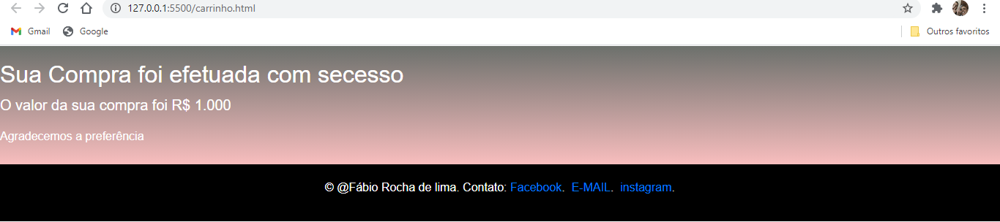 127.0.0.1:5500/carrinho.html
Gmail Google Outros favoritos
Sua Compra foi efetuada com secesso
O valor da sua compra foi R$ 1.000
Agradecemos a preferência
© @Fábio Rocha de lima. Contato: Facebook. E-MAIL. instagram.